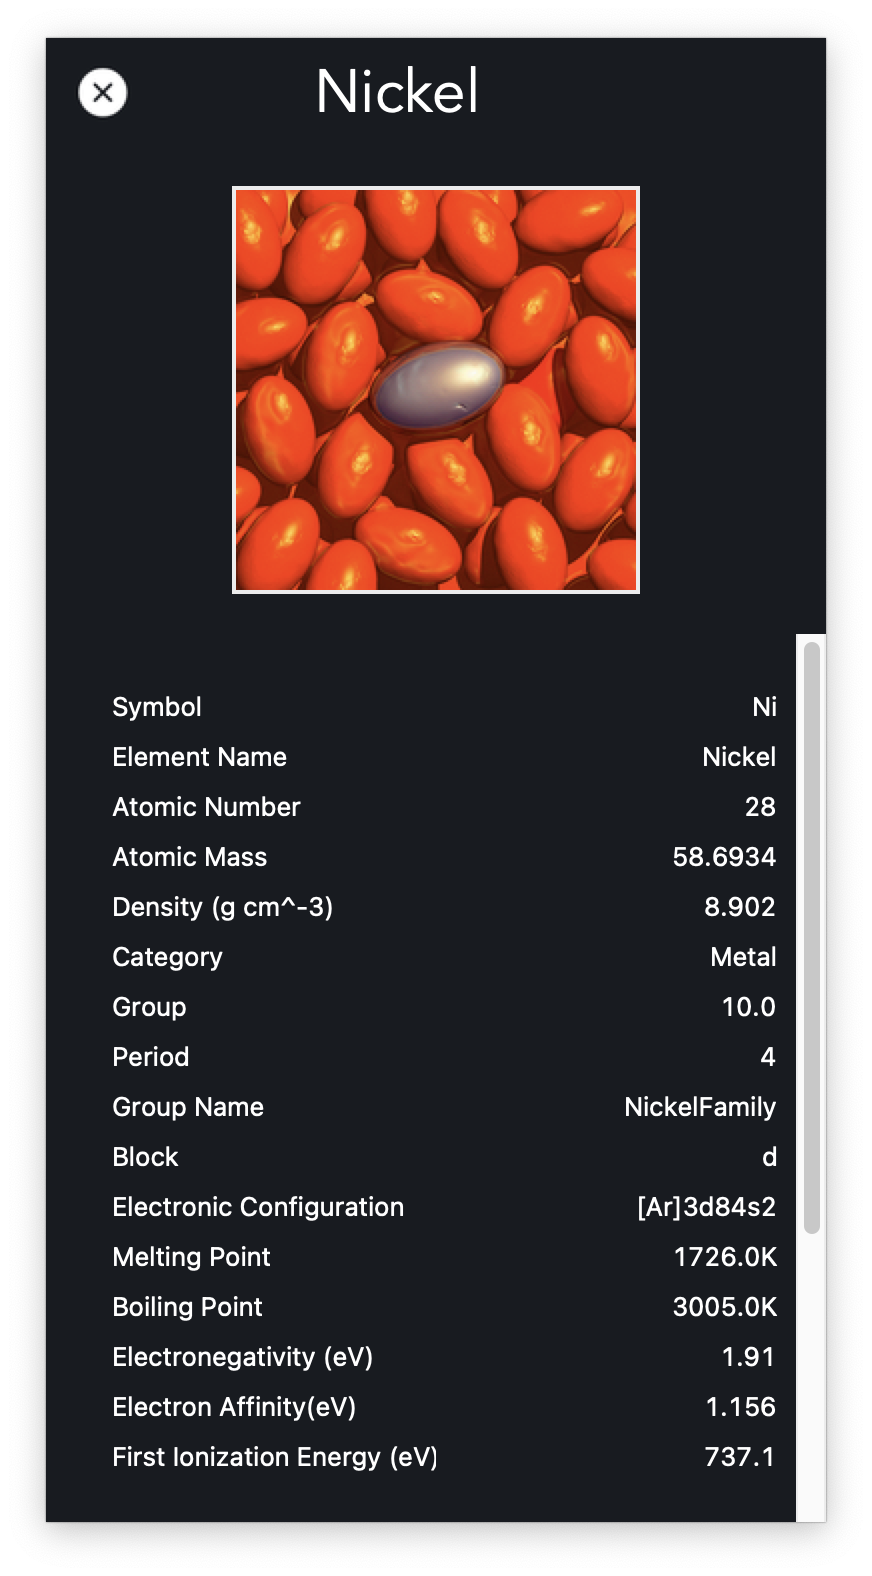 Nickel
Symbol Ni
Element Name Nickel
Atomic Number 28
Atomic Mass 58.6934
Density (g cm^-3) 8.902
Category Metal
Group 10.0
Period 4
Group Name NickelFamily
Block d
Electronic Configuration [Ar]3d84s2
Melting Point 1726.0K
Boiling Point 3005.0K
Electronegativity (eV) 1.91
Electron Affinity(eV) 1.156
First Ionization Energy (eV) 737.1